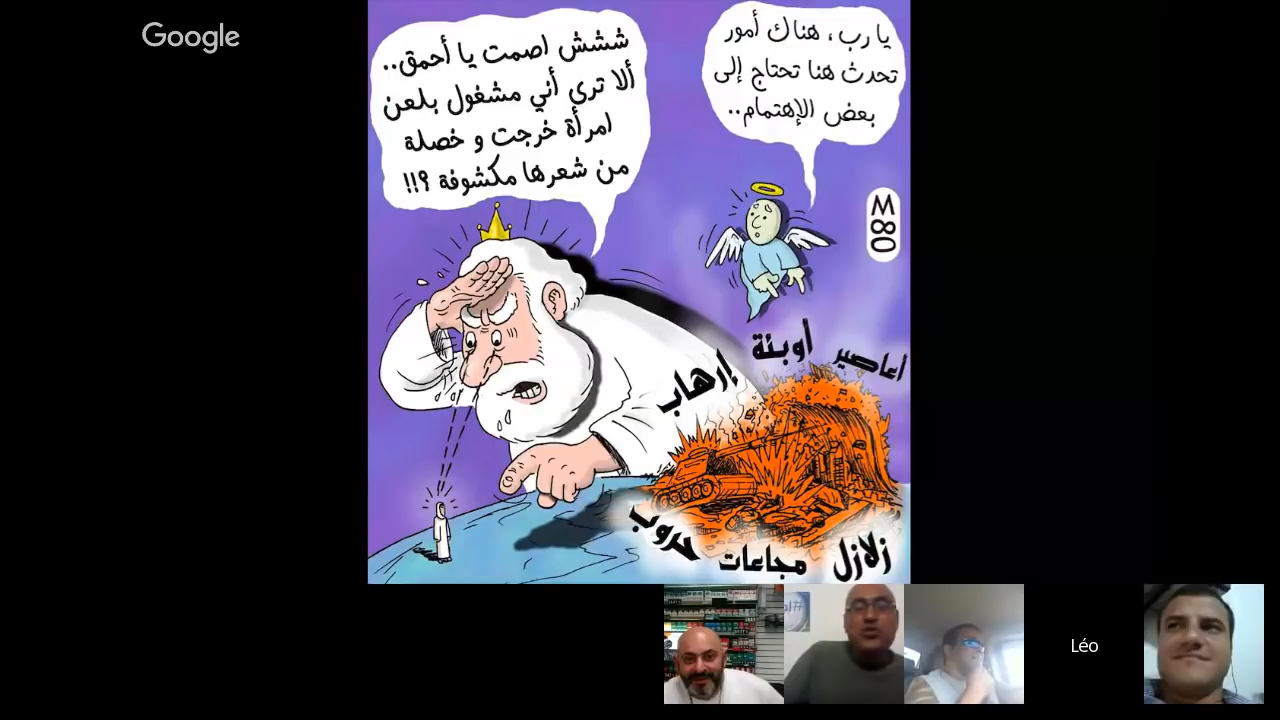 Google
يا رب، هناك أمور
تحدث هنا تحتاج إلى
بعض الإهتمام..
ششش اصمت يا أحمق..
ألا ترى أني مشغول بلعن
امرأة خرجت و خصلة
من شعرها مكشوفة ؟!!
M80
أعاصير
أوبئة
إرهاب
حروب
مجاعات
زلازل
Léo